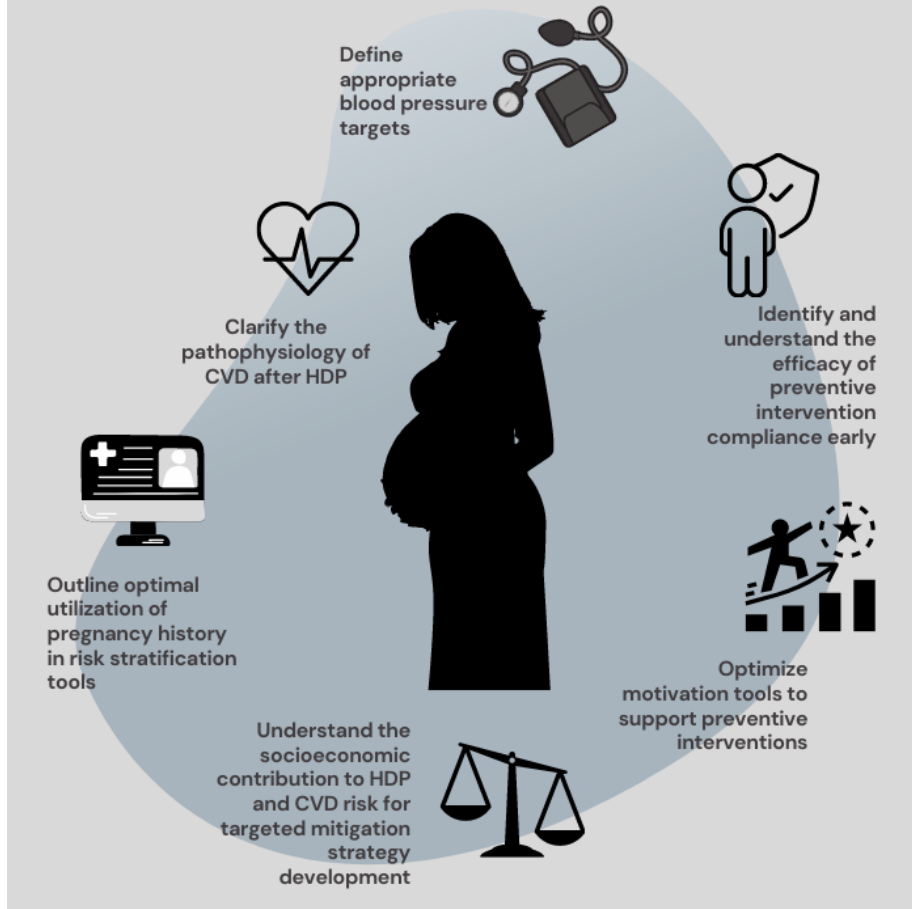 Define
appropriate
blood pressure
targets
Identify and
understand the
efficacy of
preventive
intervention
compliance early
Optimize
motivation tools to
support preventive
interventions
Understand the
socioeconomic
contribution to HDP
and CVD risk for
targeted mitigation
strategy
development
Outline optimal
utilization of
pregnancy history
in risk stratification
tools
Clarify the
pathophysiology of
CVD after HDP